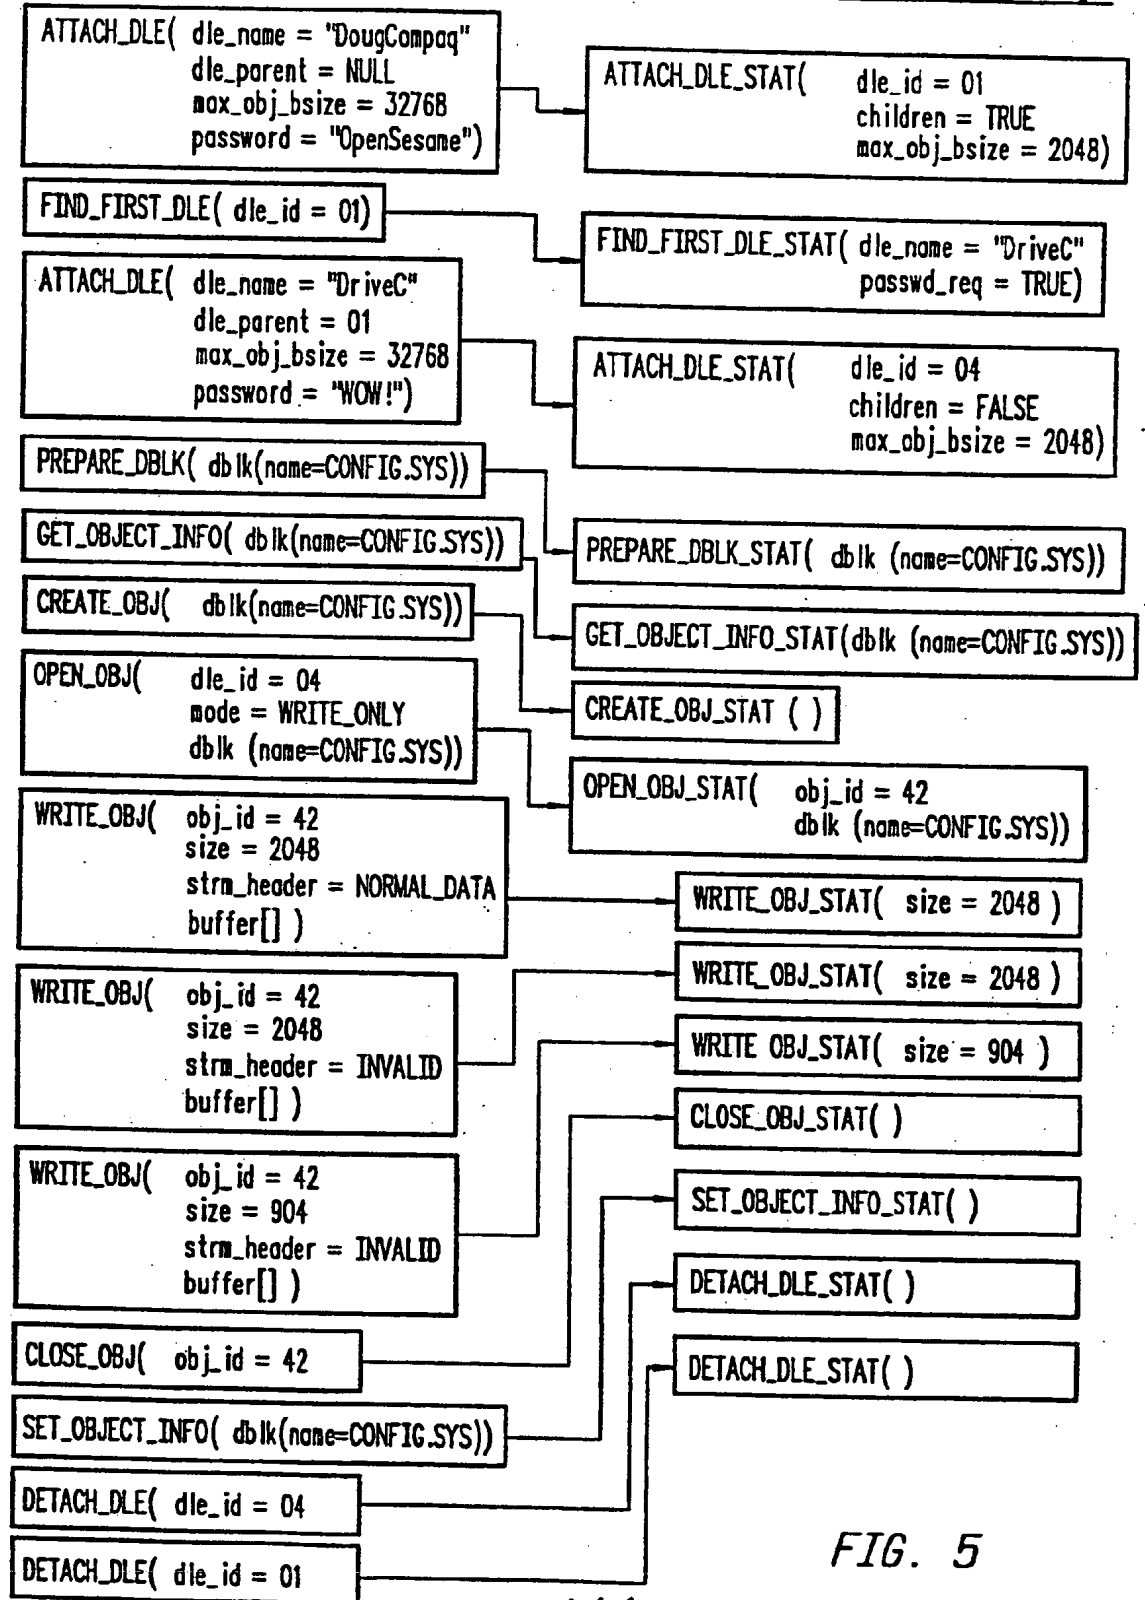 ATTACH_DLE( dle_name = "DougCompaq"
dle_parent = NULL
max_obj_bsize = 32768
password = "OpenSesame")
ATTACH_DLE_STAT( dle_id = 01
children = TRUE
max_obj_bsize = 2048)
FIND_FIRST_DLE( dle_id = 01)
FIND_FIRST_DLE_STAT( dle_name = "DriveC"
passwd_req = TRUE)
ATTACH_DLE( dle_name = "DriveC"
dle_parent = 01
max_obj_bsize = 32768
password = "WOW!")
ATTACH_DLE_STAT( dle_id = 04
children = FALSE
max_obj_bsize = 2048)
PREPARE_DBLK( dblk(name=CONFIG.SYS))
PREPARE_DBLK_STAT( dblk (name=CONFIG.SYS))
GET_OBJECT_INFO( dblk(name=CONFIG.SYS))
GET_OBJECT_INFO_STAT(dblk (name=CONFIG.SYS))
CREATE_OBJ( dblk(name=CONFIG.SYS))
CREATE_OBJ_STAT ( )
OPEN_OBJ( dle_id = 04
mode = WRITE_ONLY
dblk (name=CONFIG.SYS))
OPEN_OBJ_STAT( obj_id = 42
dblk (name=CONFIG.SYS))
WRITE_OBJ( obj_id = 42
size = 2048
strm_header = NORMAL_DATA
buffer[] )
WRITE_OBJ_STAT( size = 2048 )
WRITE_OBJ( obj_id = 42
size = 2048
strm_header = INVALID
buffer[] )
WRITE_OBJ_STAT( size = 2048 )
WRITE_OBJ( obj_id = 42
size = 904
strm_header = INVALID
buffer[] )
WRITE OBJ_STAT( size = 904 )
CLOSE_OBJ( obj_id = 42
CLOSE_OBJ_STAT( )
SET_OBJECT_INFO( dblk(name=CONFIG.SYS))
SET_OBJECT_INFO_STAT( )
DETACH_DLE( dle_id = 04
DETACH_DLE_STAT( )
DETACH_DLE( dle_id = 01
DETACH_DLE_STAT( )
FIG. 5